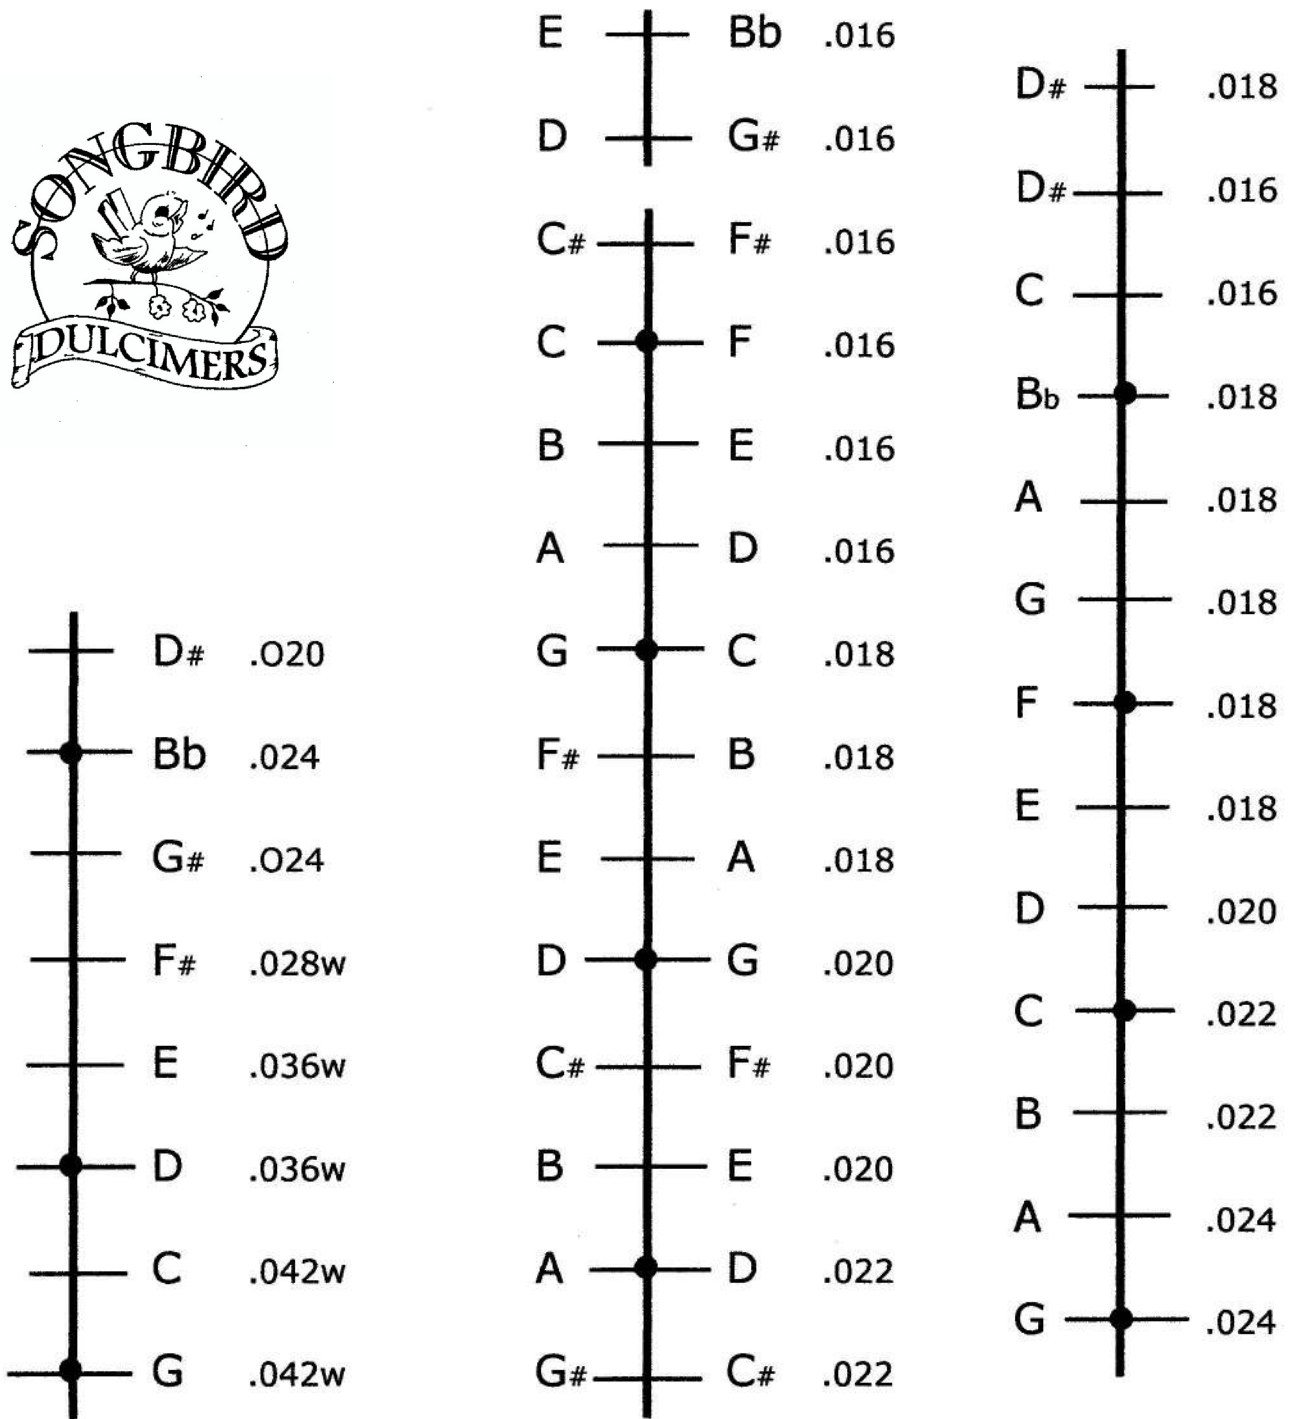 SONGBIRD
DULCIMERS
D# .O20
Bb .024
G# .O24
F# .028w
E .036w
D .036w
C .042w
G .042w
E Bb .016
D G# .016
C# F# .016
C F .016
B E .016
A D .016
G C .018
F# B .018
E A .018
D G .020
C# F# .020
B E .020
A D .022
G# C# .022
D# .018
D# .016
C .016
Bb .018
A .018
G .018
F .018
E .018
D .020
C .022
B .022
A .024
G .024